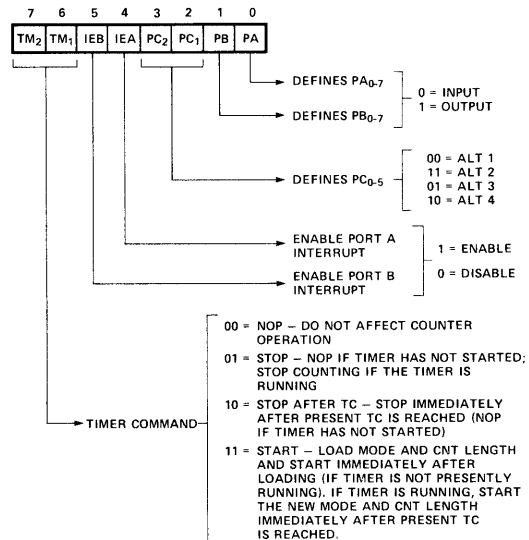 7 6 5 4 3 2 1 0
TM2 TM1 IEB IEA PC2 PC1 PB PA
DEFINES PA0-7
DEFINES PB0-7
0 = INPUT
1 = OUTPUT
DEFINES PC0-5
00 = ALT 1
11 = ALT 2
01 = ALT 3
10 = ALT 4
ENABLE PORT A
INTERRUPT
ENABLE PORT B
INTERRUPT
1 = ENABLE
0 = DISABLE
TIMER COMMAND
00 = NOP – DO NOT AFFECT COUNTER
OPERATION
01 = STOP – NOP IF TIMER HAS NOT STARTED;
STOP COUNTING IF THE TIMER IS
RUNNING
10 = STOP AFTER TC – STOP IMMEDIATELY
AFTER PRESENT TC IS REACHED (NOP
IF TIMER HAS NOT STARTED)
11 = START – LOAD MODE AND CNT LENGTH
AND START IMMEDIATELY AFTER
LOADING (IF TIMER IS NOT PRESENTLY
RUNNING). IF TIMER IS RUNNING, START
THE NEW MODE AND CNT LENGTH
IMMEDIATELY AFTER PRESENT TC
IS REACHED.